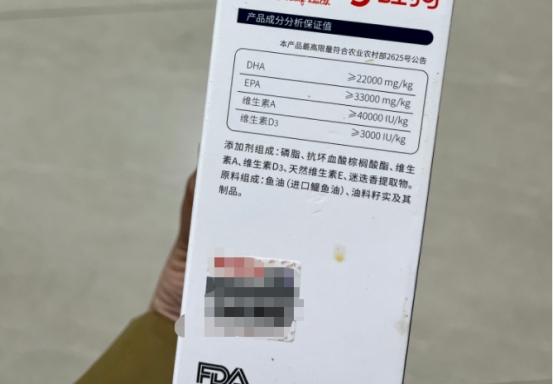 产品成分分析保证值
本产品最高限量符合农业农村部2625号公告
DHA ≥22000 mg/kg
EPA ≥33000 mg/kg
维生素A ≥40000 IU/kg
维生素D3 ≥3000 IU/kg
添加剂组成：磷脂、抗坏血酸棕榈酸酯、维生
素A、维生素D3、天然维生素E、迷迭香提取物。
原料组成：鱼油（进口鳀鱼油）、油料籽实及其
制品。
FDA